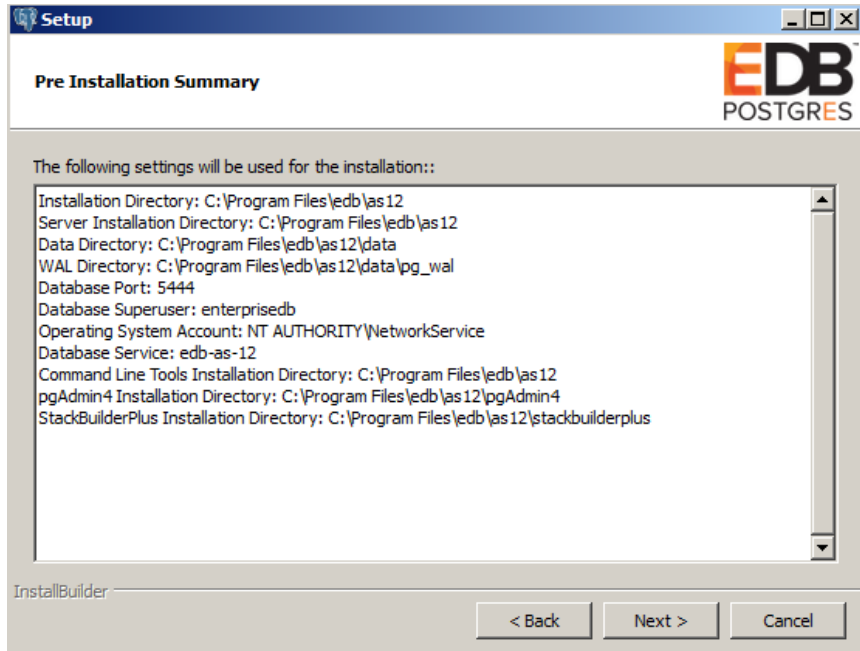 Setup
Pre Installation Summary
EDB
POSTGRES
The following settings will be used for the installation::
Installation Directory: C:\Program Files\edb\as12
Server Installation Directory: C:\Program Files\edb\as12
Data Directory: C:\Program Files\edb\as12\data
WAL Directory: C:\Program Files\edb\as12\data\pg_wal
Database Port: 5444
Database Superuser: enterprisedb
Operating System Account: NT AUTHORITY\NetworkService
Database Service: edb-as-12
Command Line Tools Installation Directory: C:\Program Files\edb\as12
pgAdmin4 Installation Directory: C:\Program Files\edb\as12\pgAdmin4
StackBuilderPlus Installation Directory: C:\Program Files\edb\as12\stackbuilderplus
InstallBuilder
< Back Next > Cancel